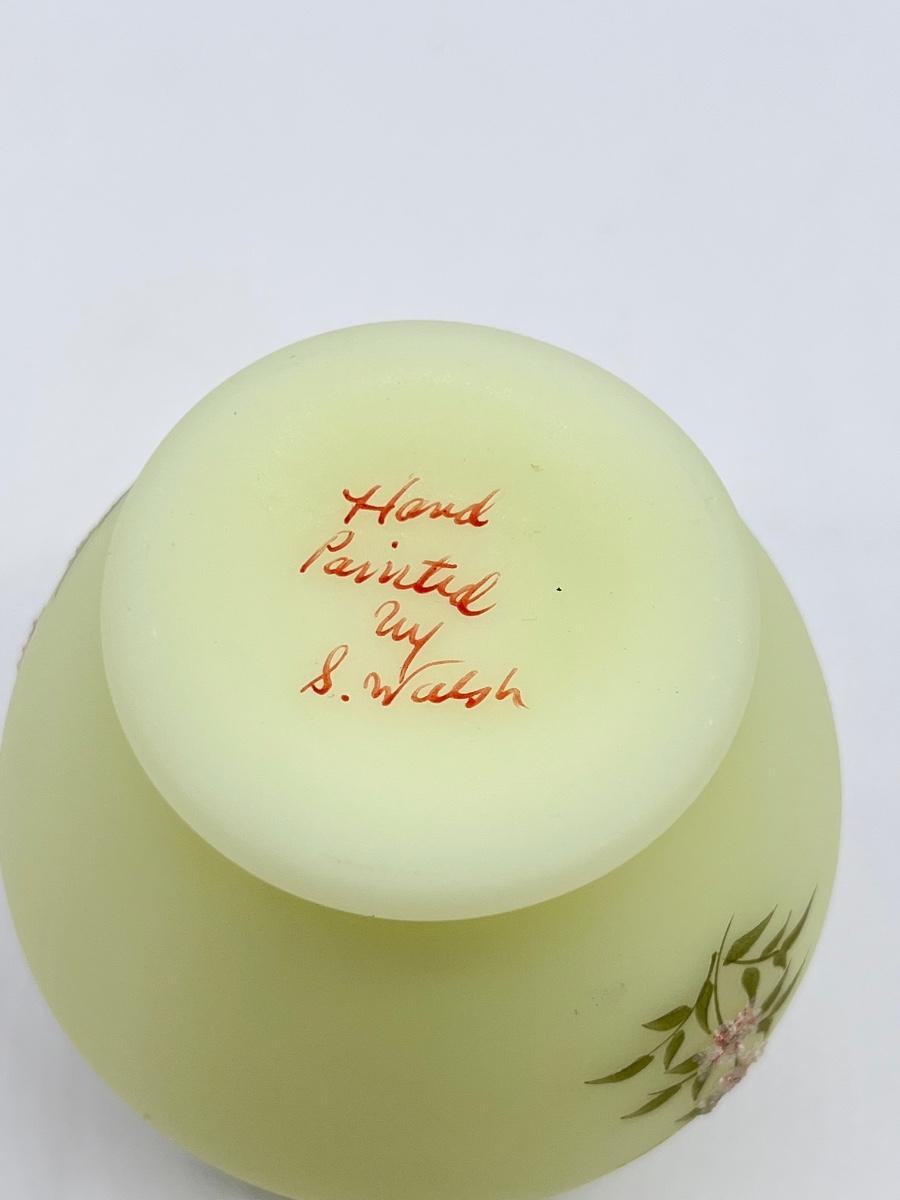 Hand
Painted
by
S. Walsh